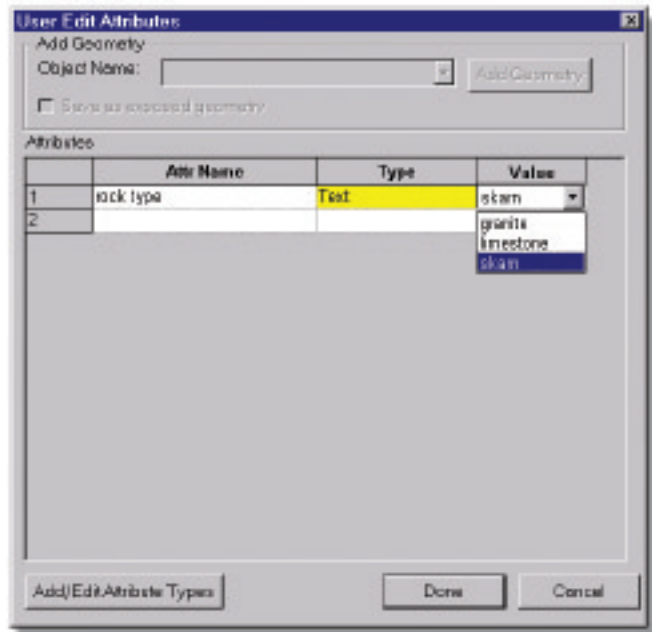 User Edit Attributes
Add Geometry
Object Name:
Add Geometry
Save as exposed geometry
Attributes
Attr Name Type Value
1 rock type Text skarn
2
granite
limestone
skarn
Add/Edit Attribute Types Done Cancel